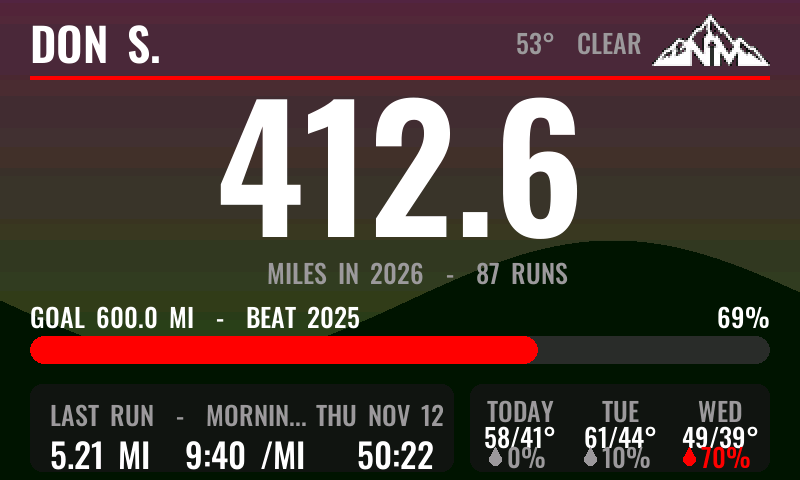 DON S.
53° CLEAR
NM
412.6
MILES IN 2026 - 87 RUNS
GOAL 600.0 MI - BEAT 2025
69%
LAST RUN - MORNIN... THU NOV 12
5.21 MI 9:40 /MI 50:22
TODAY TUE WED
58/41° 61/44° 49/39°
0% 10% 70%